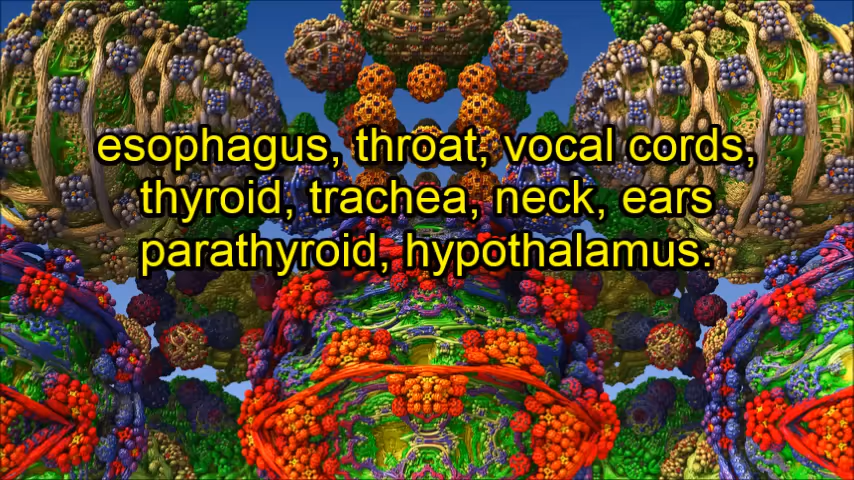 esophagus, throat, vocal cords,
thyroid, trachea, neck, ears
parathyroid, hypothalamus.